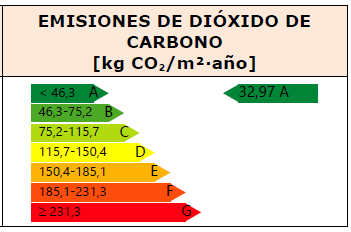 EMISIONES DE DIÓXIDO DE
CARBONO
[kg CO₂/m²·año]
< 46,3 A
32,97 A
46,3-75,2 B
75,2-115,7 C
115,7-150,4 D
150,4-185,1 E
185,1-231,3 F
≥ 231,3 G